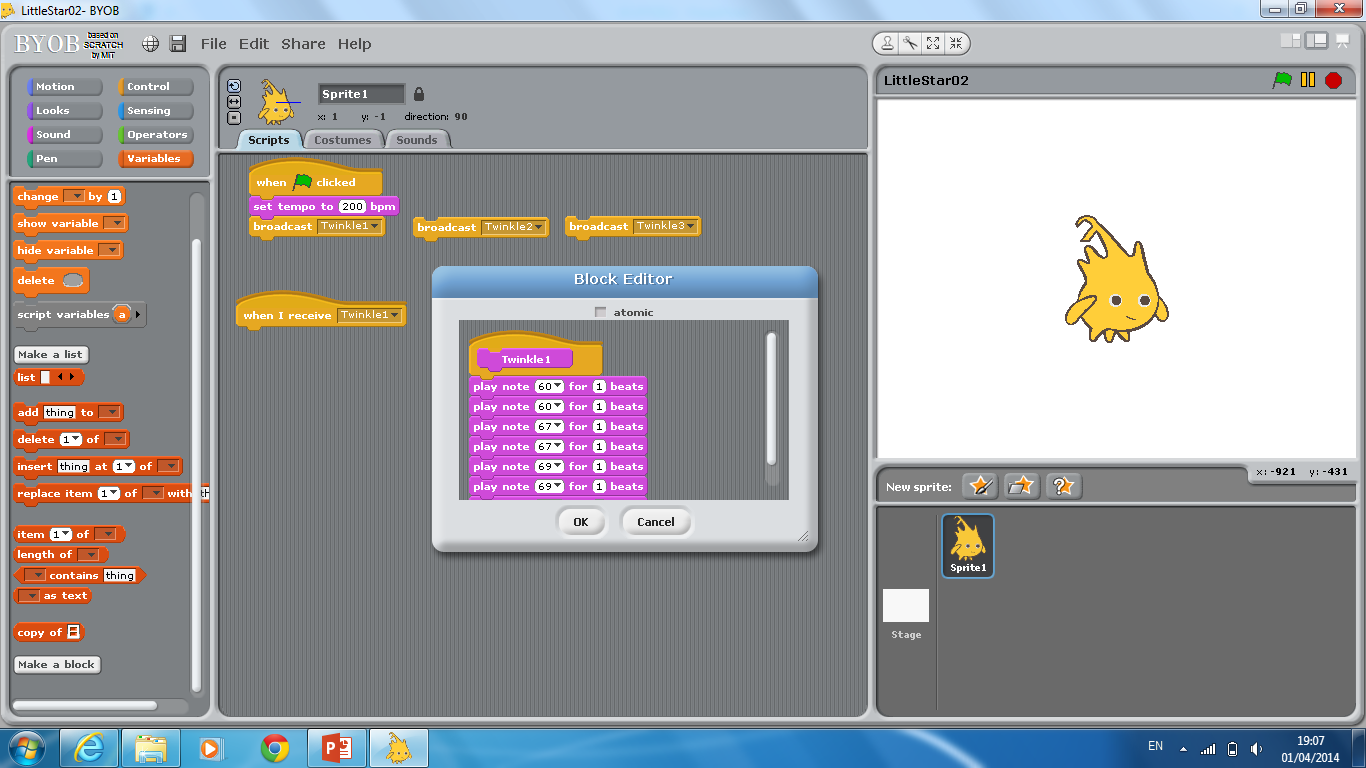 LittleStar02- BYOB
BYOB
based on
SCRATCH
by MIT
File Edit Share Help
Motion Control
Looks Sensing
Sound Operators
Pen Variables
change by 1
show variable
hide variable
delete
script variables a
Make a list
list
add thing to
delete 1 of
insert thing at 1 of
replace item 1 of with th
item 1 of
length of
contains thing
as text
copy of
Make a block
Sprite1
x: 1 y: -1 direction: 90
Scripts Costumes Sounds
when clicked
set tempo to 200 bpm
broadcast Twinkle1
broadcast Twinkle2
broadcast Twinkle3
when I receive Twinkle1
Block Editor
atomic
Twinkle1
play note 60 for 1 beats
play note 60 for 1 beats
play note 67 for 1 beats
play note 67 for 1 beats
play note 69 for 1 beats
play note 69 for 1 beats
OK Cancel
LittleStar02
x: -921 y: -431
New sprite:
Sprite1
Stage
EN
19:07
01/04/2014